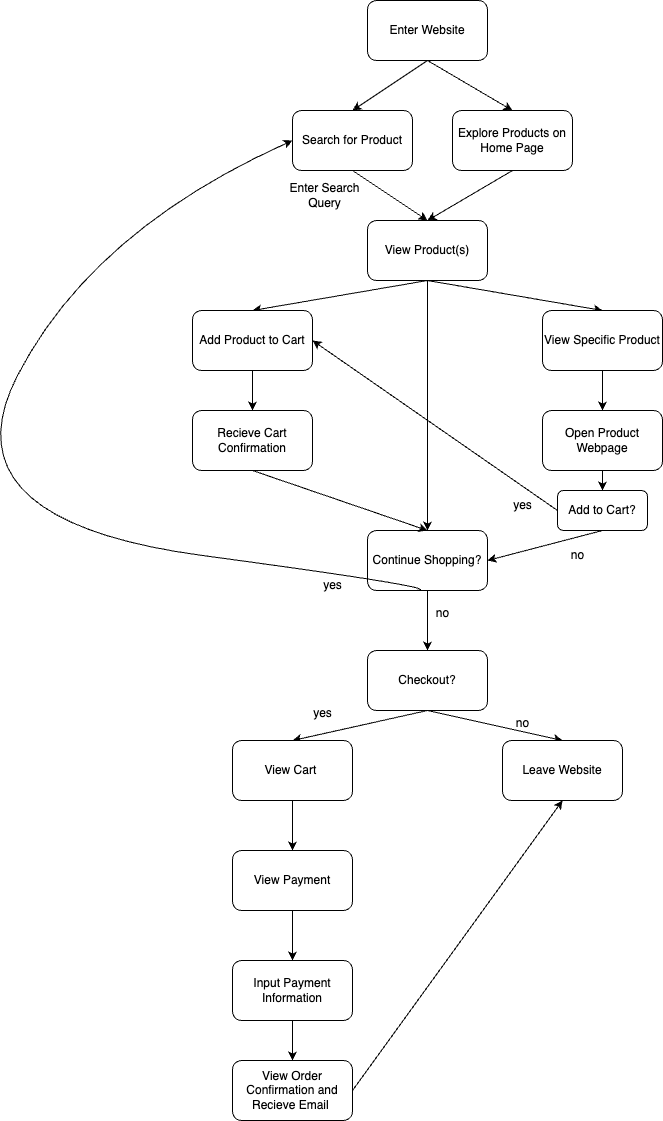 Enter Website
Search for Product
Explore Products on
Home Page
Enter Search
Query
View Product(s)
Add Product to Cart
View Specific Product
Recieve Cart
Confirmation
Open Product
Webpage
yes
Add to Cart?
no
Continue Shopping?
yes
no
Checkout?
yes
no
View Cart
Leave Website
View Payment
Input Payment
Information
View Order
Confirmation and
Recieve Email